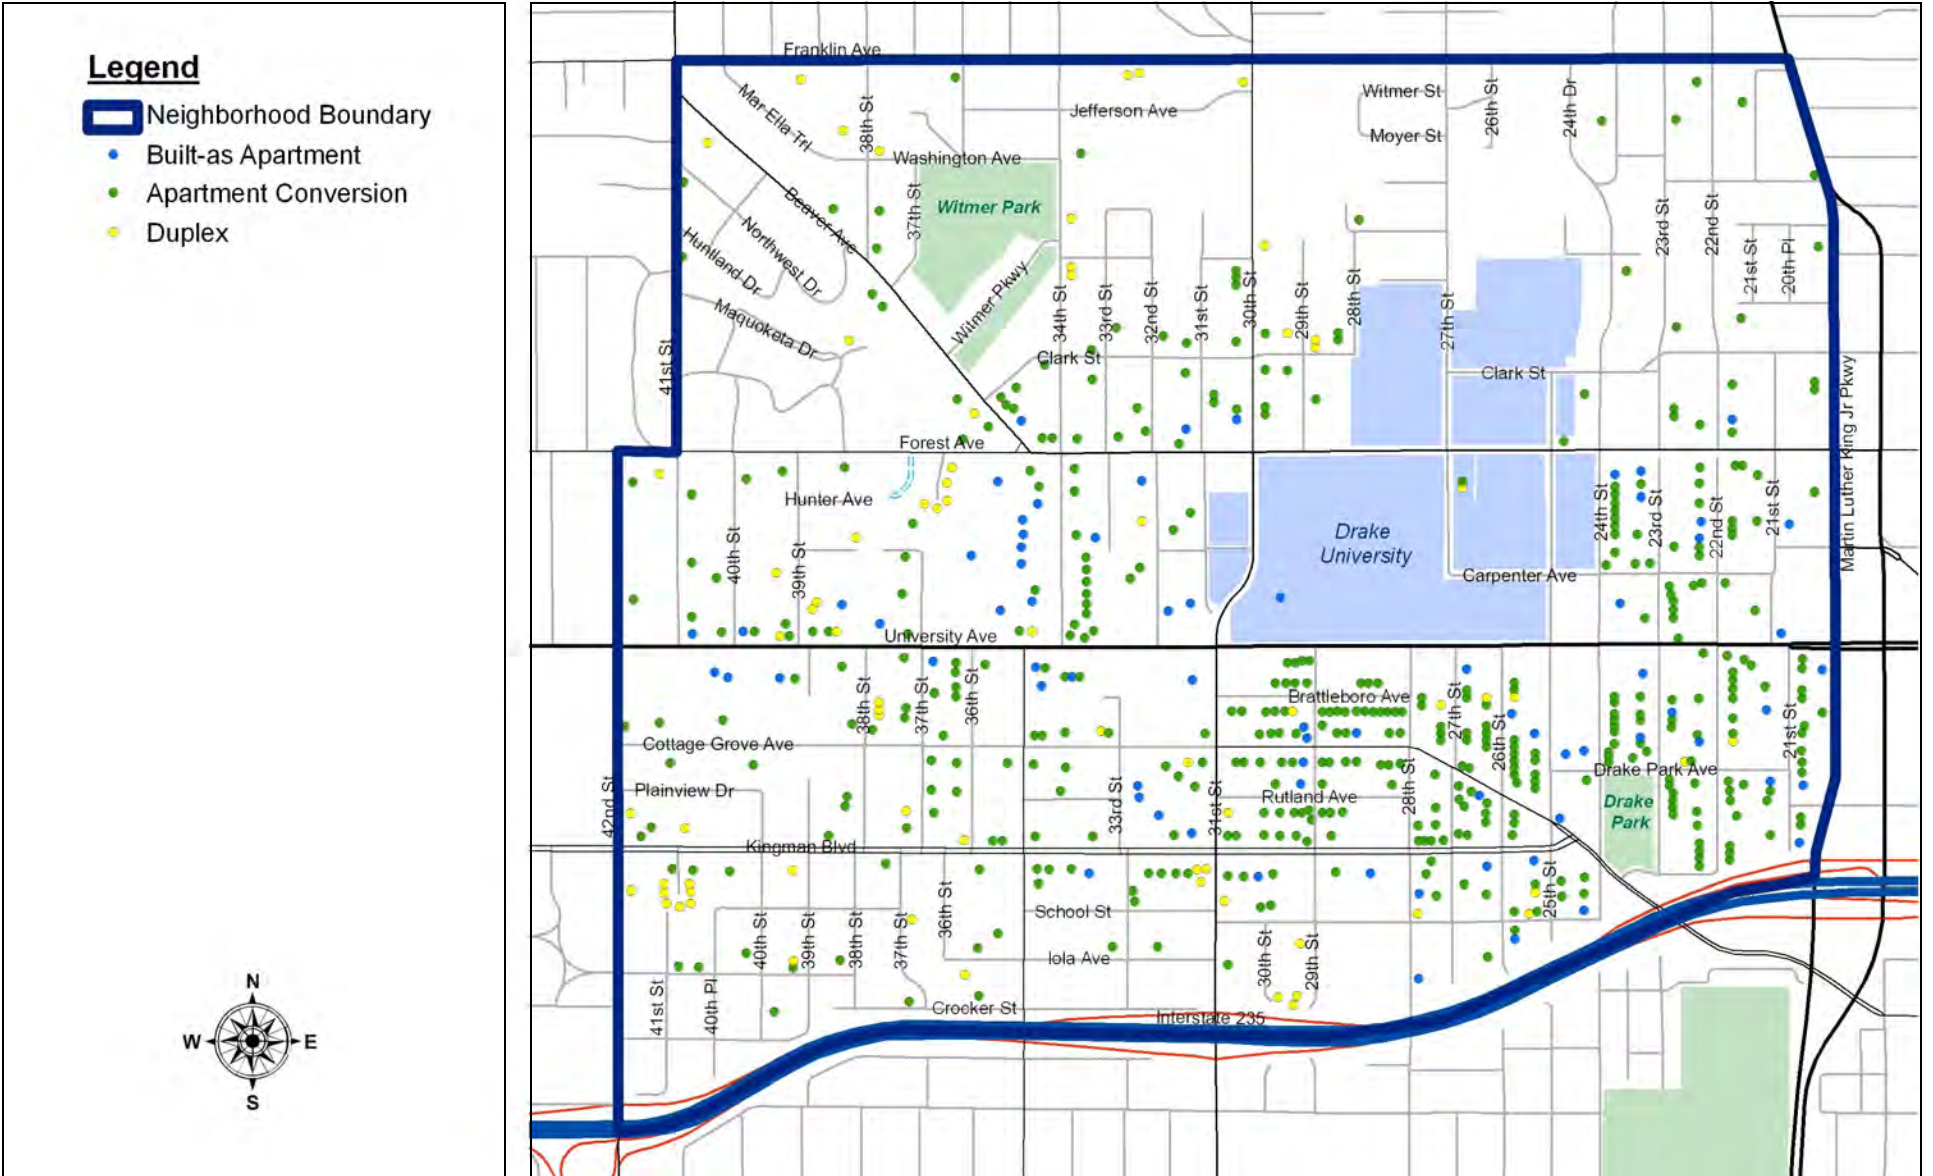 Legend
Neighborhood Boundary
Built-as Apartment
Apartment Conversion
Duplex
N
W
E
S
Franklin Ave
Mar-Ella Trl
38th St
Jefferson Ave
Witmer St
26th St
24th Dr
Moyer St
Washington Ave
Beaver Ave
37th St
Witmer Park
Huntland Dr
Northwest Dr
23rd St
22nd St
21st St
20th Pl
Maquoketa Dr
Witmer Pkwy
34th St
33rd St
32nd St
31st St
30th St
29th St
28th St
27th St
41st St
Clark St
Clark St
Martin Luther King Jr Pkwy
Forest Ave
Hunter Ave
40th St
39th St
Drake
University
24th St
23rd St
22nd St
21st St
Carpenter Ave
University Ave
38th St
37th St
36th St
Brattleboro Ave
27th St
26th St
21st St
Cottage Grove Ave
Drake Park Ave
42nd St
Plainview Dr
33rd St
31st St
Rutland Ave
28th St
Drake
Park
Kingman Blvd
25th St
36th St
School St
40th St
39th St
38th St
37th St
Iola Ave
30th St
29th St
41st St
40th Pl
Crocker St
Interstate 235